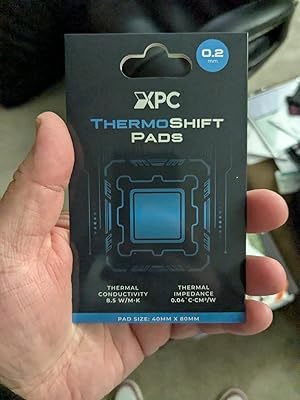 0.2
mm
XPC
THERMOSHIFT
PADS
THERMAL CONDUCTIVITY
8.5 W/M·K
THERMAL IMPEDANCE
0.04°C·CM²/W
PAD SIZE: 40MM X 80MM